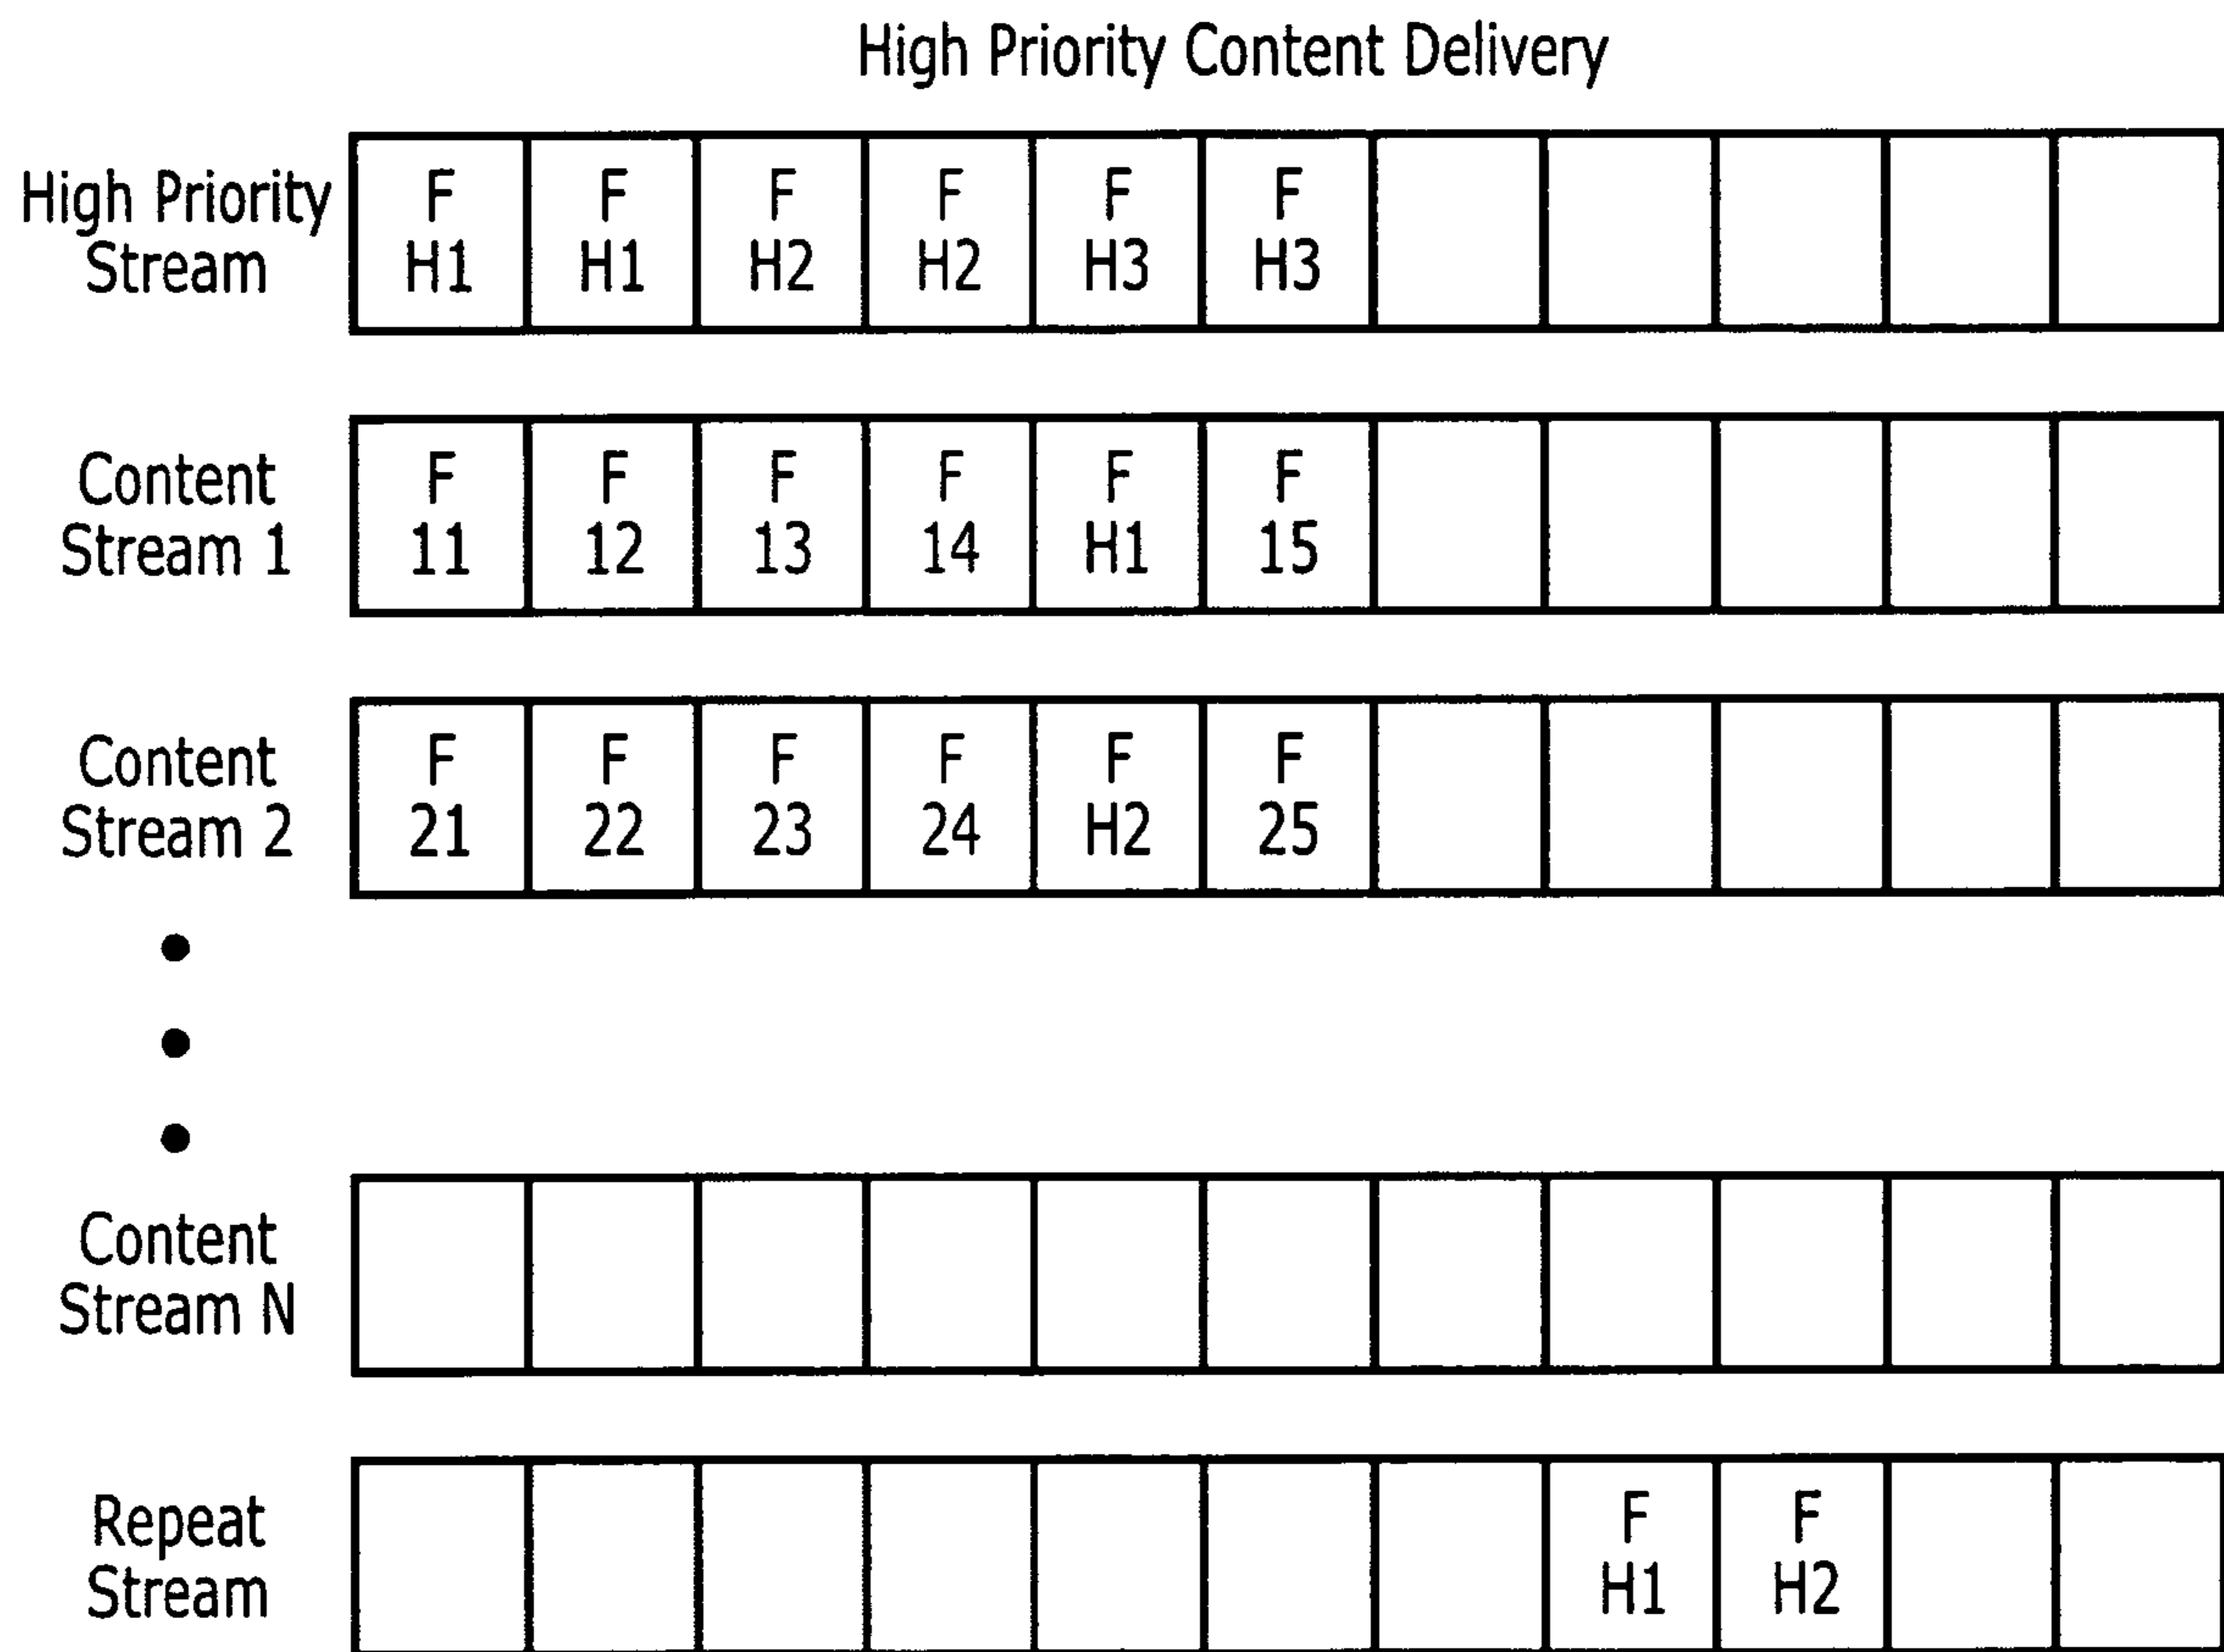 High Priority Content Delivery
High Priority
Stream
F F F F F F
H1 H1 H2 H2 H3 H3
Content
Stream 1
F F F F F F
11 12 13 14 H1 15
Content
Stream 2
F F F F F F
21 22 23 24 H2 25
Content
Stream N
Repeat
Stream
F F
H1 H2